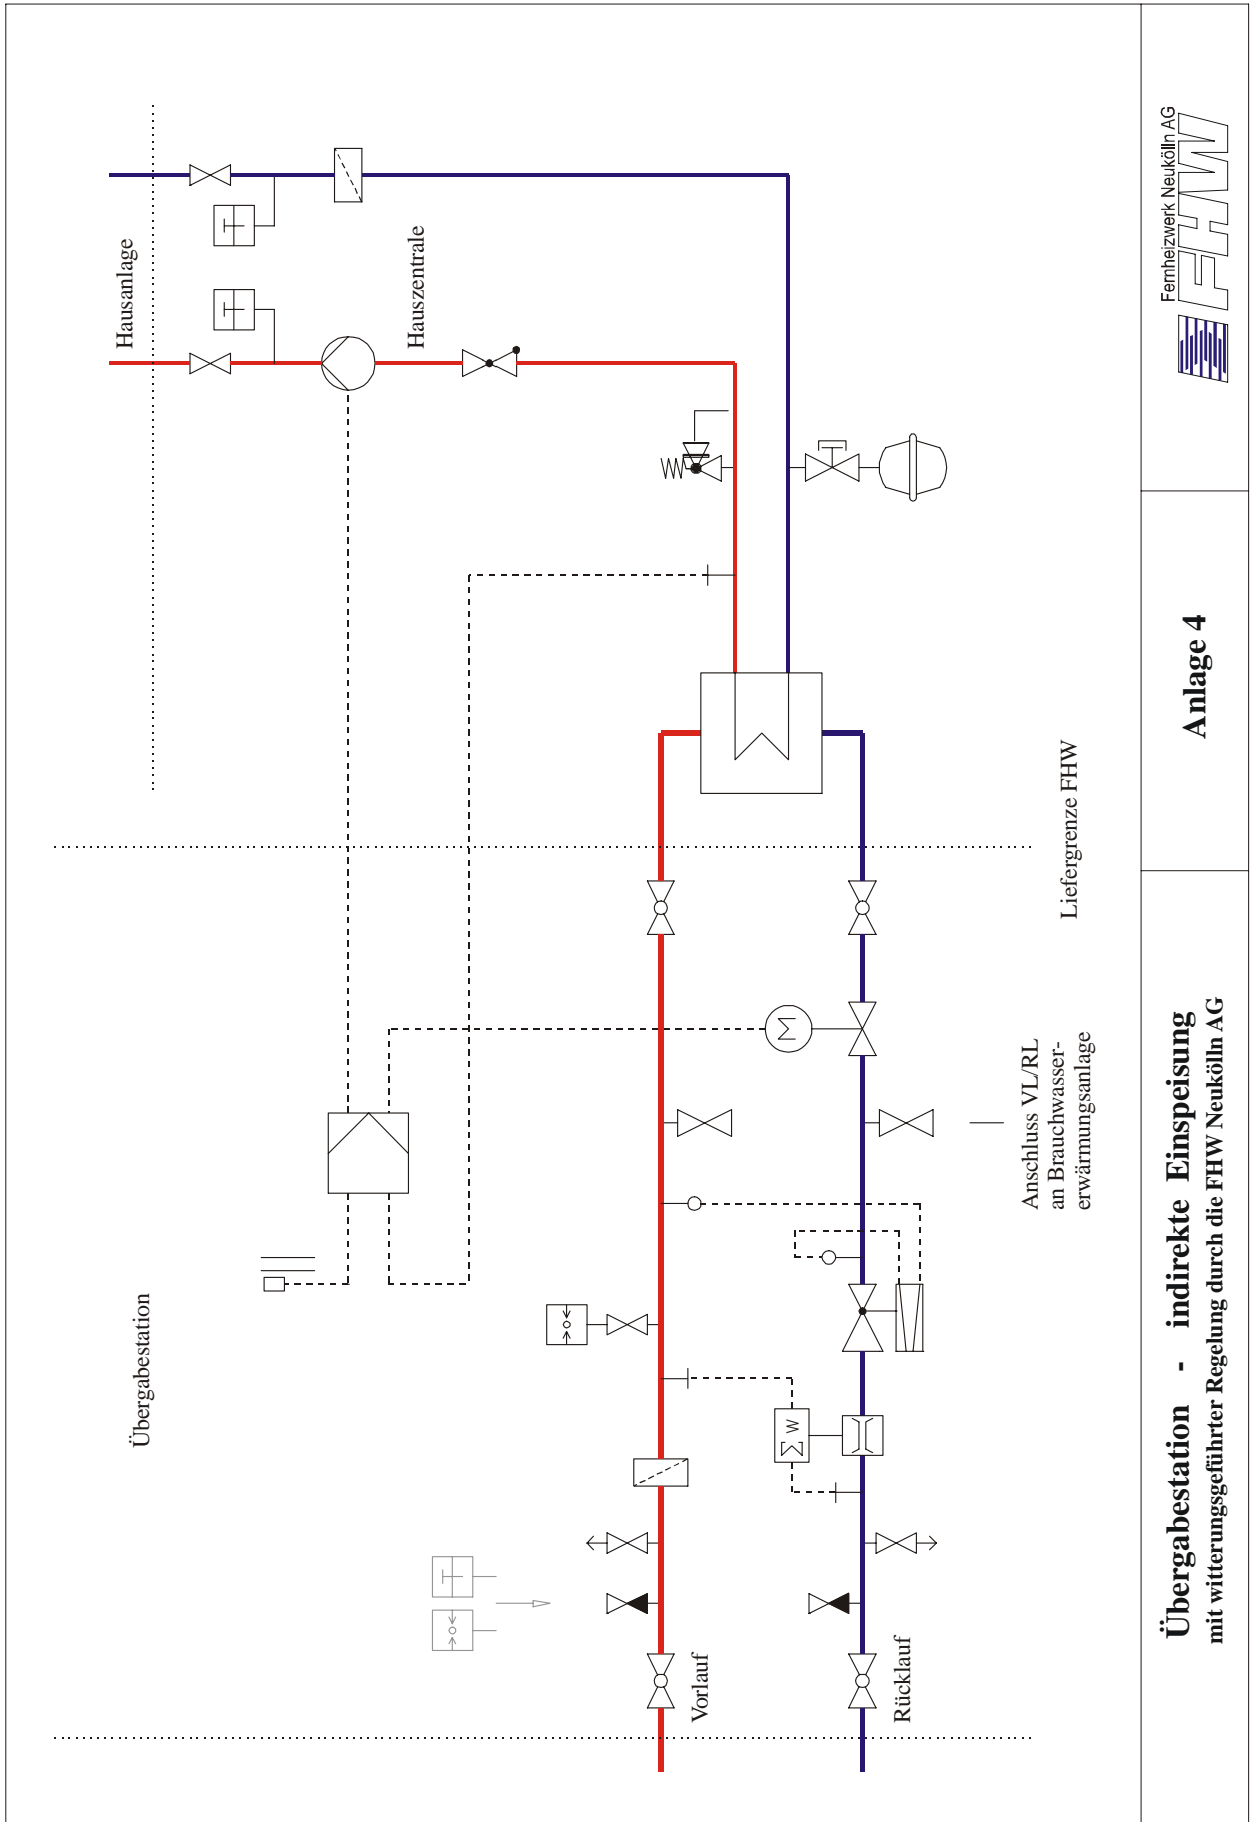 Hausanlage
Hauszentrale
Übergabestation
Vorlauf
Rücklauf
M
Σ W
Liefergrenze FHW
Anschluss VL/RL
an Brauchwasser-
erwärmungsanlage
Übergabestation - indirekte Einspeisung
mit witterungsgeführter Regelung durch die FHW Neukölln AG
Anlage 4
Fernheizwerk Neukölln AG
FHW